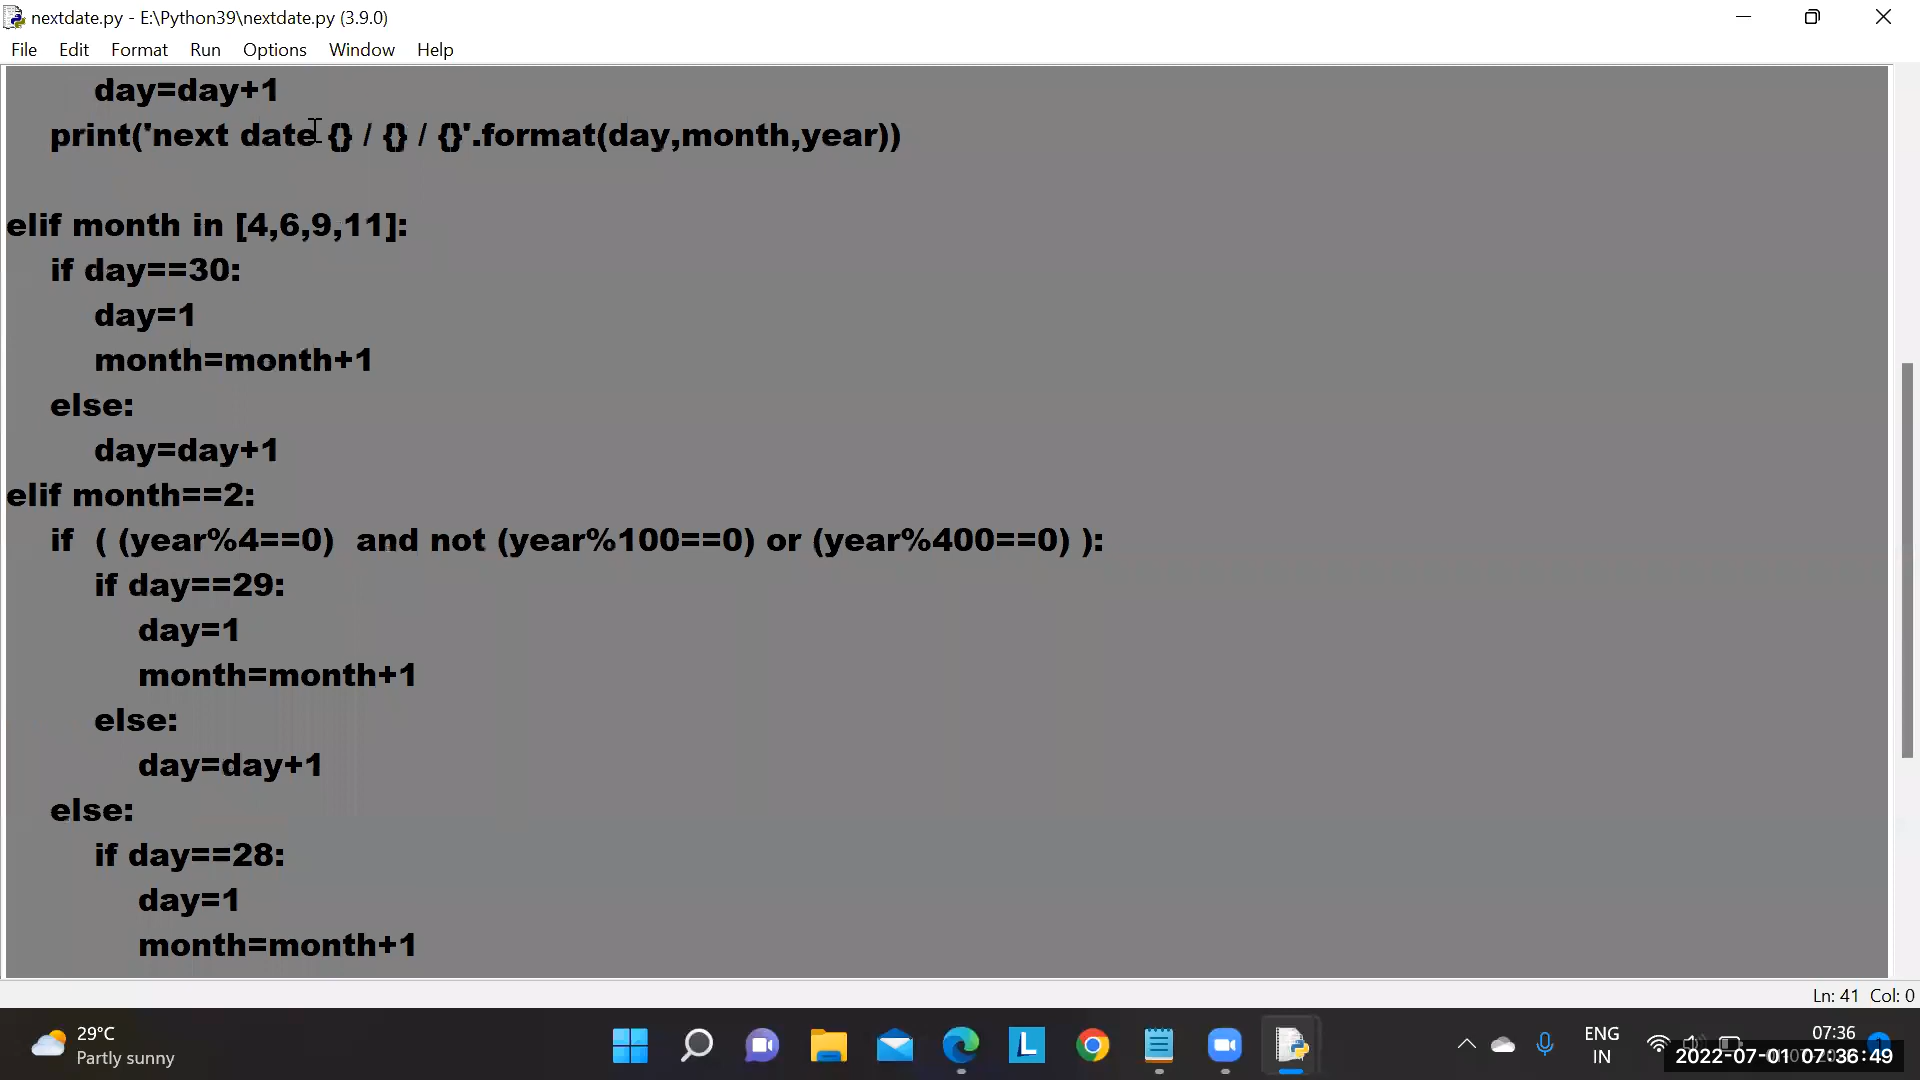 nextdate.py - E:\Python39\nextdate.py (3.9.0)
File Edit Format Run Options Window Help
day=day+1
print('next date {} / {} / {}'.format(day,month,year))
elif month in [4,6,9,11]:
if day==30:
day=1
month=month+1
else:
day=day+1
elif month==2:
if ( (year%4==0) and not (year%100==0) or (year%400==0) ):
if day==29:
day=1
month=month+1
else:
day=day+1
else:
if day==28:
day=1
month=month+1
Ln: 41 Col: 0
29°C
Partly sunny
L
ENG
IN
07:36
2022-07-01 07:36:49